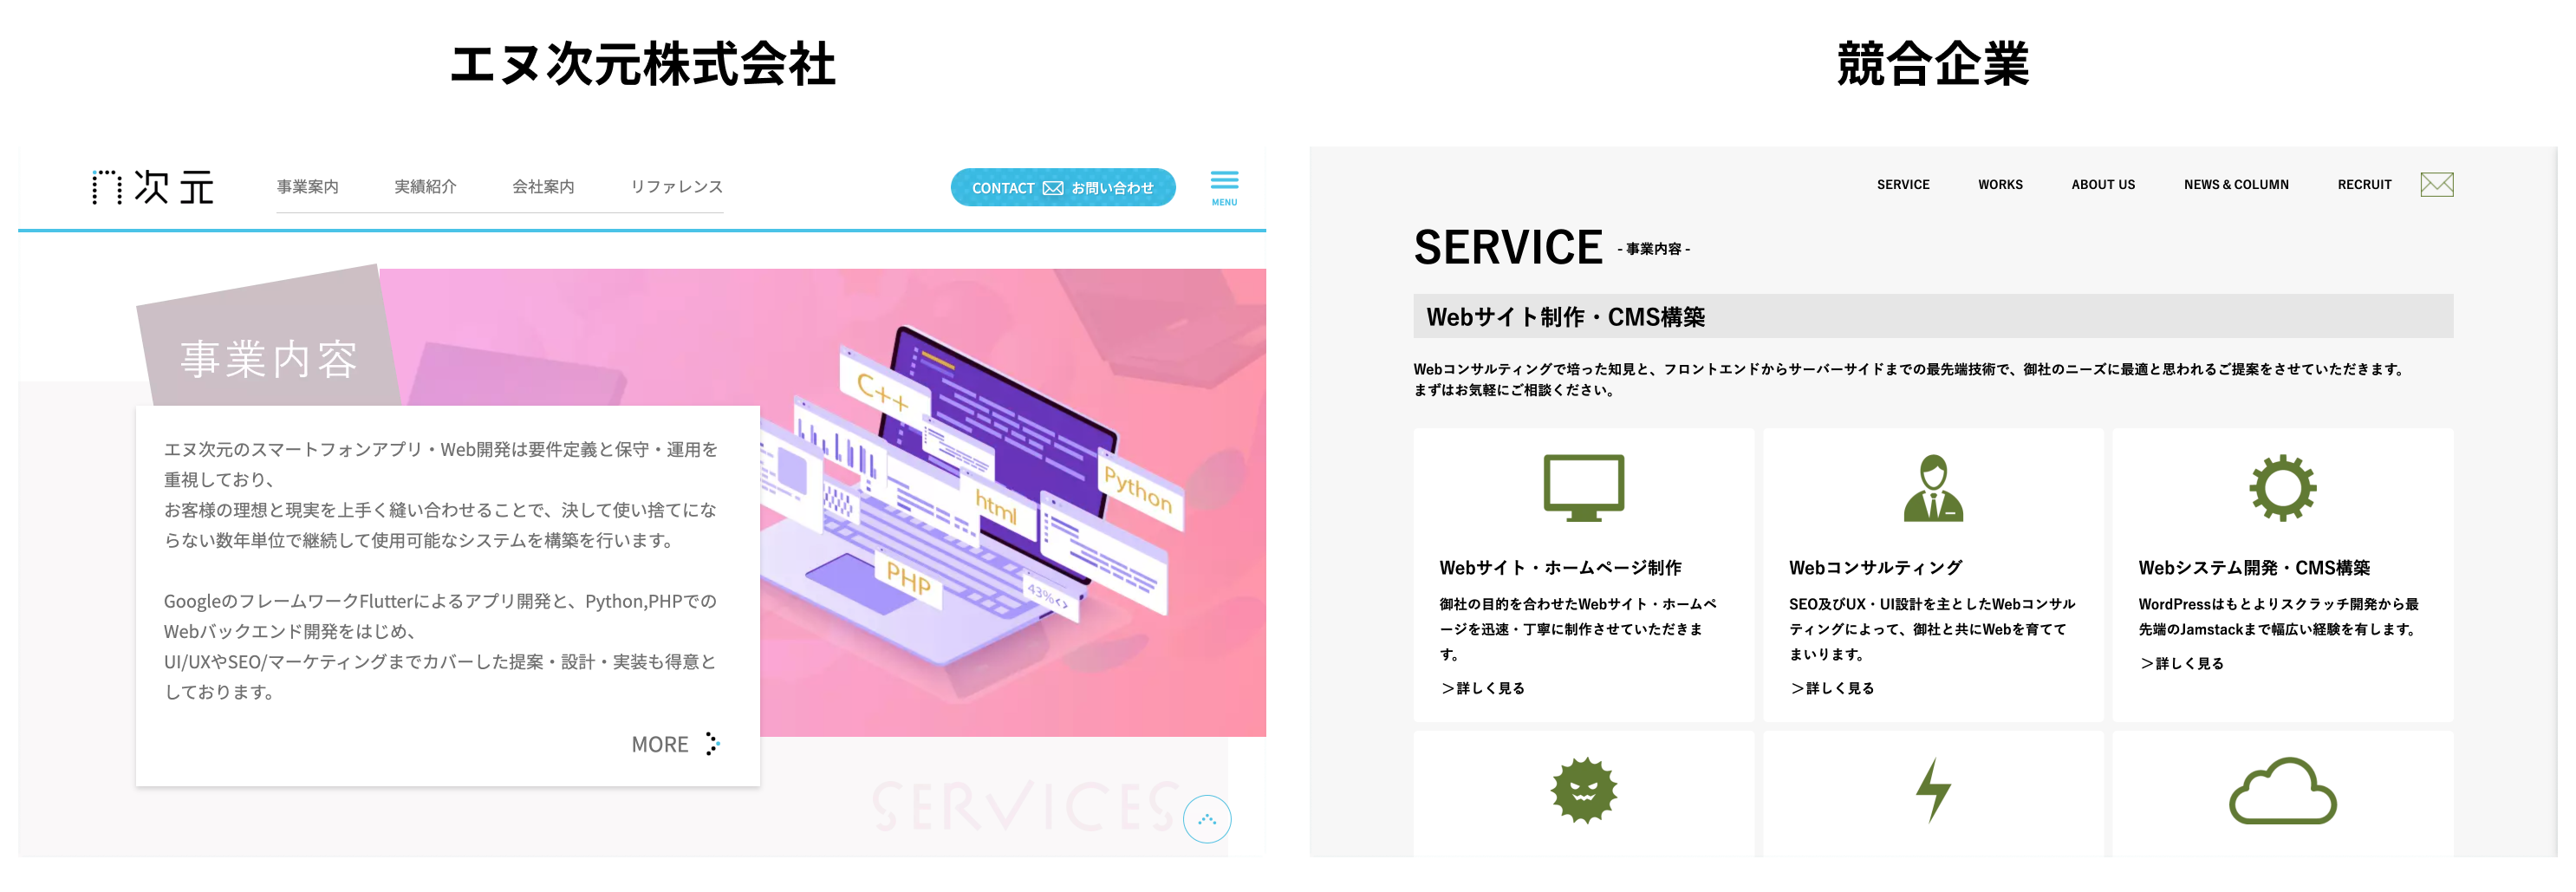 エヌ次元株式会社
競合企業
n次元
事業案内
実績紹介
会社案内
リファレンス
CONTACT お問い合わせ
MENU
事業内容
エヌ次元のスマートフォンアプリ・Web開発は要件定義と保守・運用を
重視しており、
お客様の理想と現実を上手く縫い合わせることで、決して使い捨てにな
らない数年単位で継続して使用可能なシステムを構築を行います。
GoogleのフレームワークFlutterによるアプリ開発と、Python,PHPでの
Webバックエンド開発をはじめ、
UI/UXやSEO/マーケティングまでカバーした提案・設計・実装も得意と
しております。
MORE
C++
Python
html
PHP
43%<>
SERVICES
SERVICE
WORKS
ABOUT US
NEWS & COLUMN
RECRUIT
SERVICE - 事業内容 -
Webサイト制作・CMS構築
Webコンサルティングで培った知見と、フロントエンドからサーバーサイドまでの最先端技術で、御社のニーズに最適と思われるご提案をさせていただきます。
まずはお気軽にご相談ください。
Webサイト・ホームページ制作
御社の目的を合わせたWebサイト・ホームペ
ージを迅速・丁寧に制作させていただきま
す。
＞詳しく見る
Webコンサルティング
SEO及びUX・UI設計を主としたWebコンサル
ティングによって、御社と共にWebを育てて
まいります。
＞詳しく見る
Webシステム開発・CMS構築
WordPressはもとよりスクラッチ開発から最
先端のJamstackまで幅広い経験を有します。
＞詳しく見る